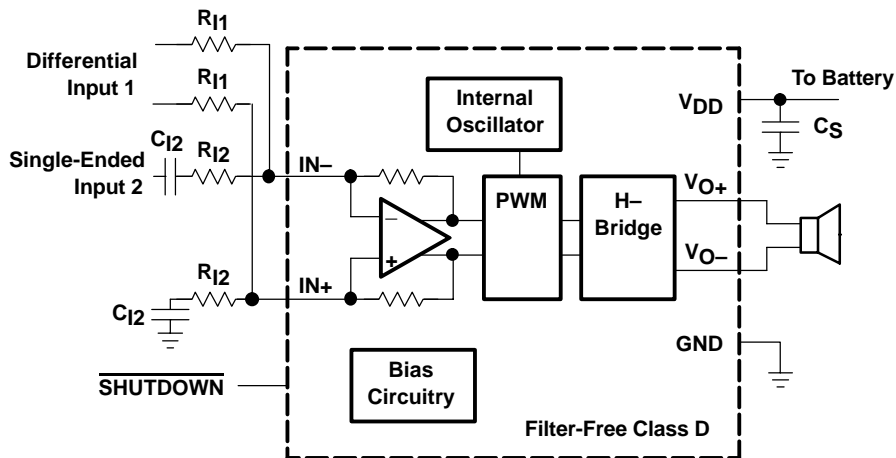 RI1
Differential
Input 1
RI1
CI2
RI2
Single-Ended
Input 2
RI2
CI2
SHUTDOWN
IN–
IN+
Internal
Oscillator
–
+
PWM
H–
Bridge
Bias
Circuitry
VDD
VO+
VO–
GND
Filter-Free Class D
To Battery
CS